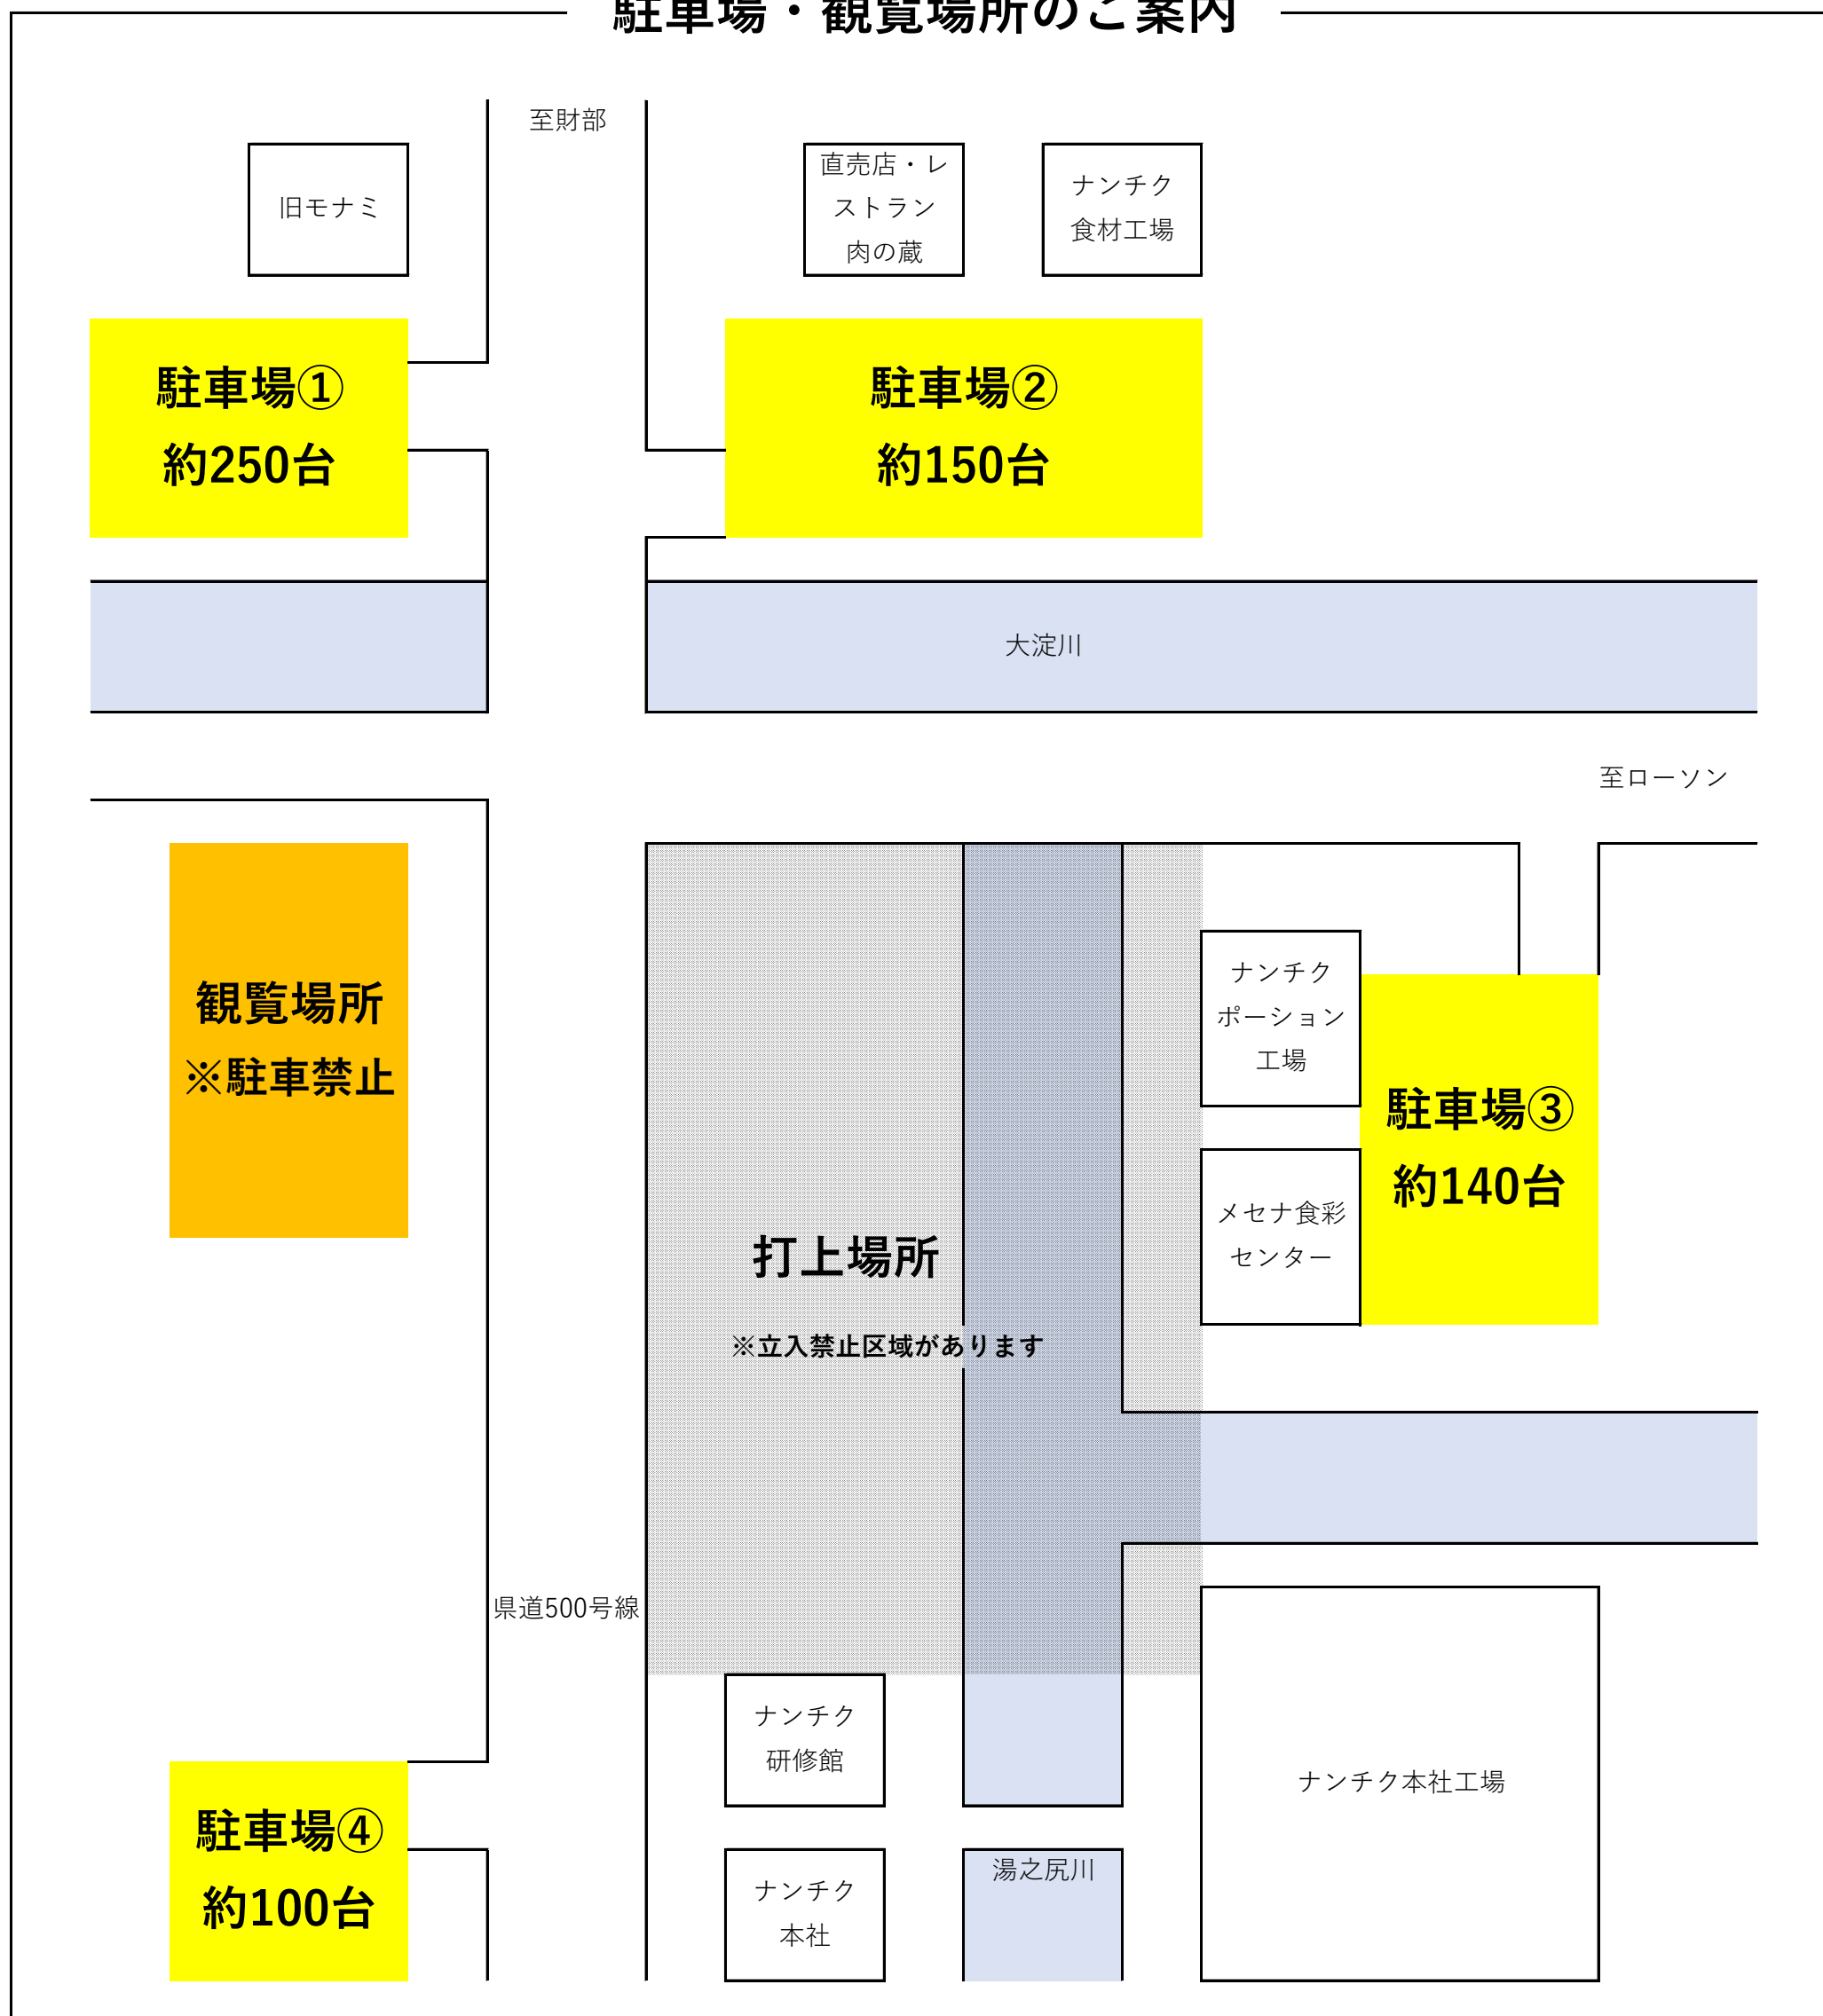 駐車場・観覧場所のご案内
至財部
旧モナミ
直売店・レ
ストラン
肉の蔵
ナンチク
食材工場
駐車場①
約250台
駐車場②
約150台
大淀川
至ローソン
観覧場所
※駐車禁止
ナンチク
ポーション
工場
駐車場③
約140台
メセナ食彩
センター
打上場所
※立入禁止区域があります
県道500号線
ナンチク
研修館
ナンチク本社工場
駐車場④
約100台
ナンチク
本社
湯之尻川